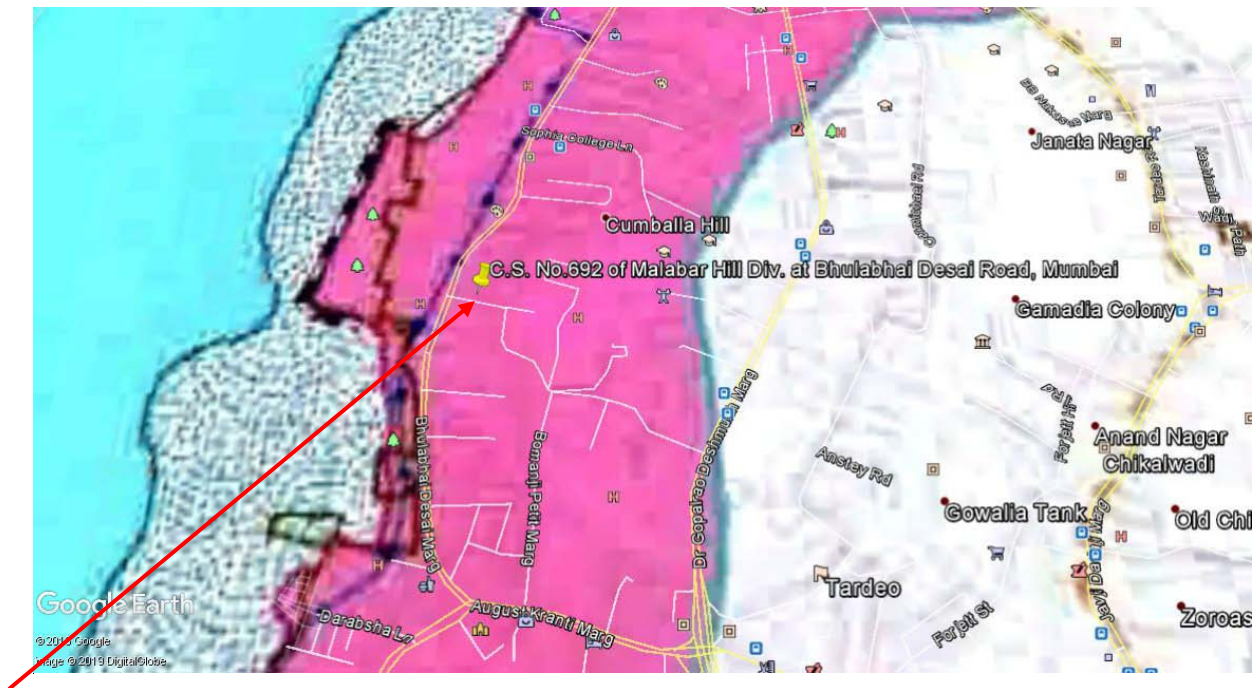 Sophia College Ln
Cumballa Hill
C.S. No.692 of Malabar Hill Div. at Bhulabhai Desai Road, Mumbai
Janata Nagar
Gamadia Colony
Anand Nagar
Chikalwadi
Anstey Rd
Gowalia Tank
Old Chi
Bhulabhai Desai Marg
Bomanji Petit Marg
Dr Gopalrao Deshmukh Marg
Tardeo
Forjett St
Zoroas
Google Earth
© 2018 Google
Image © 2019 DigitalGlobe
Darabsha Ln
August Kranti Marg